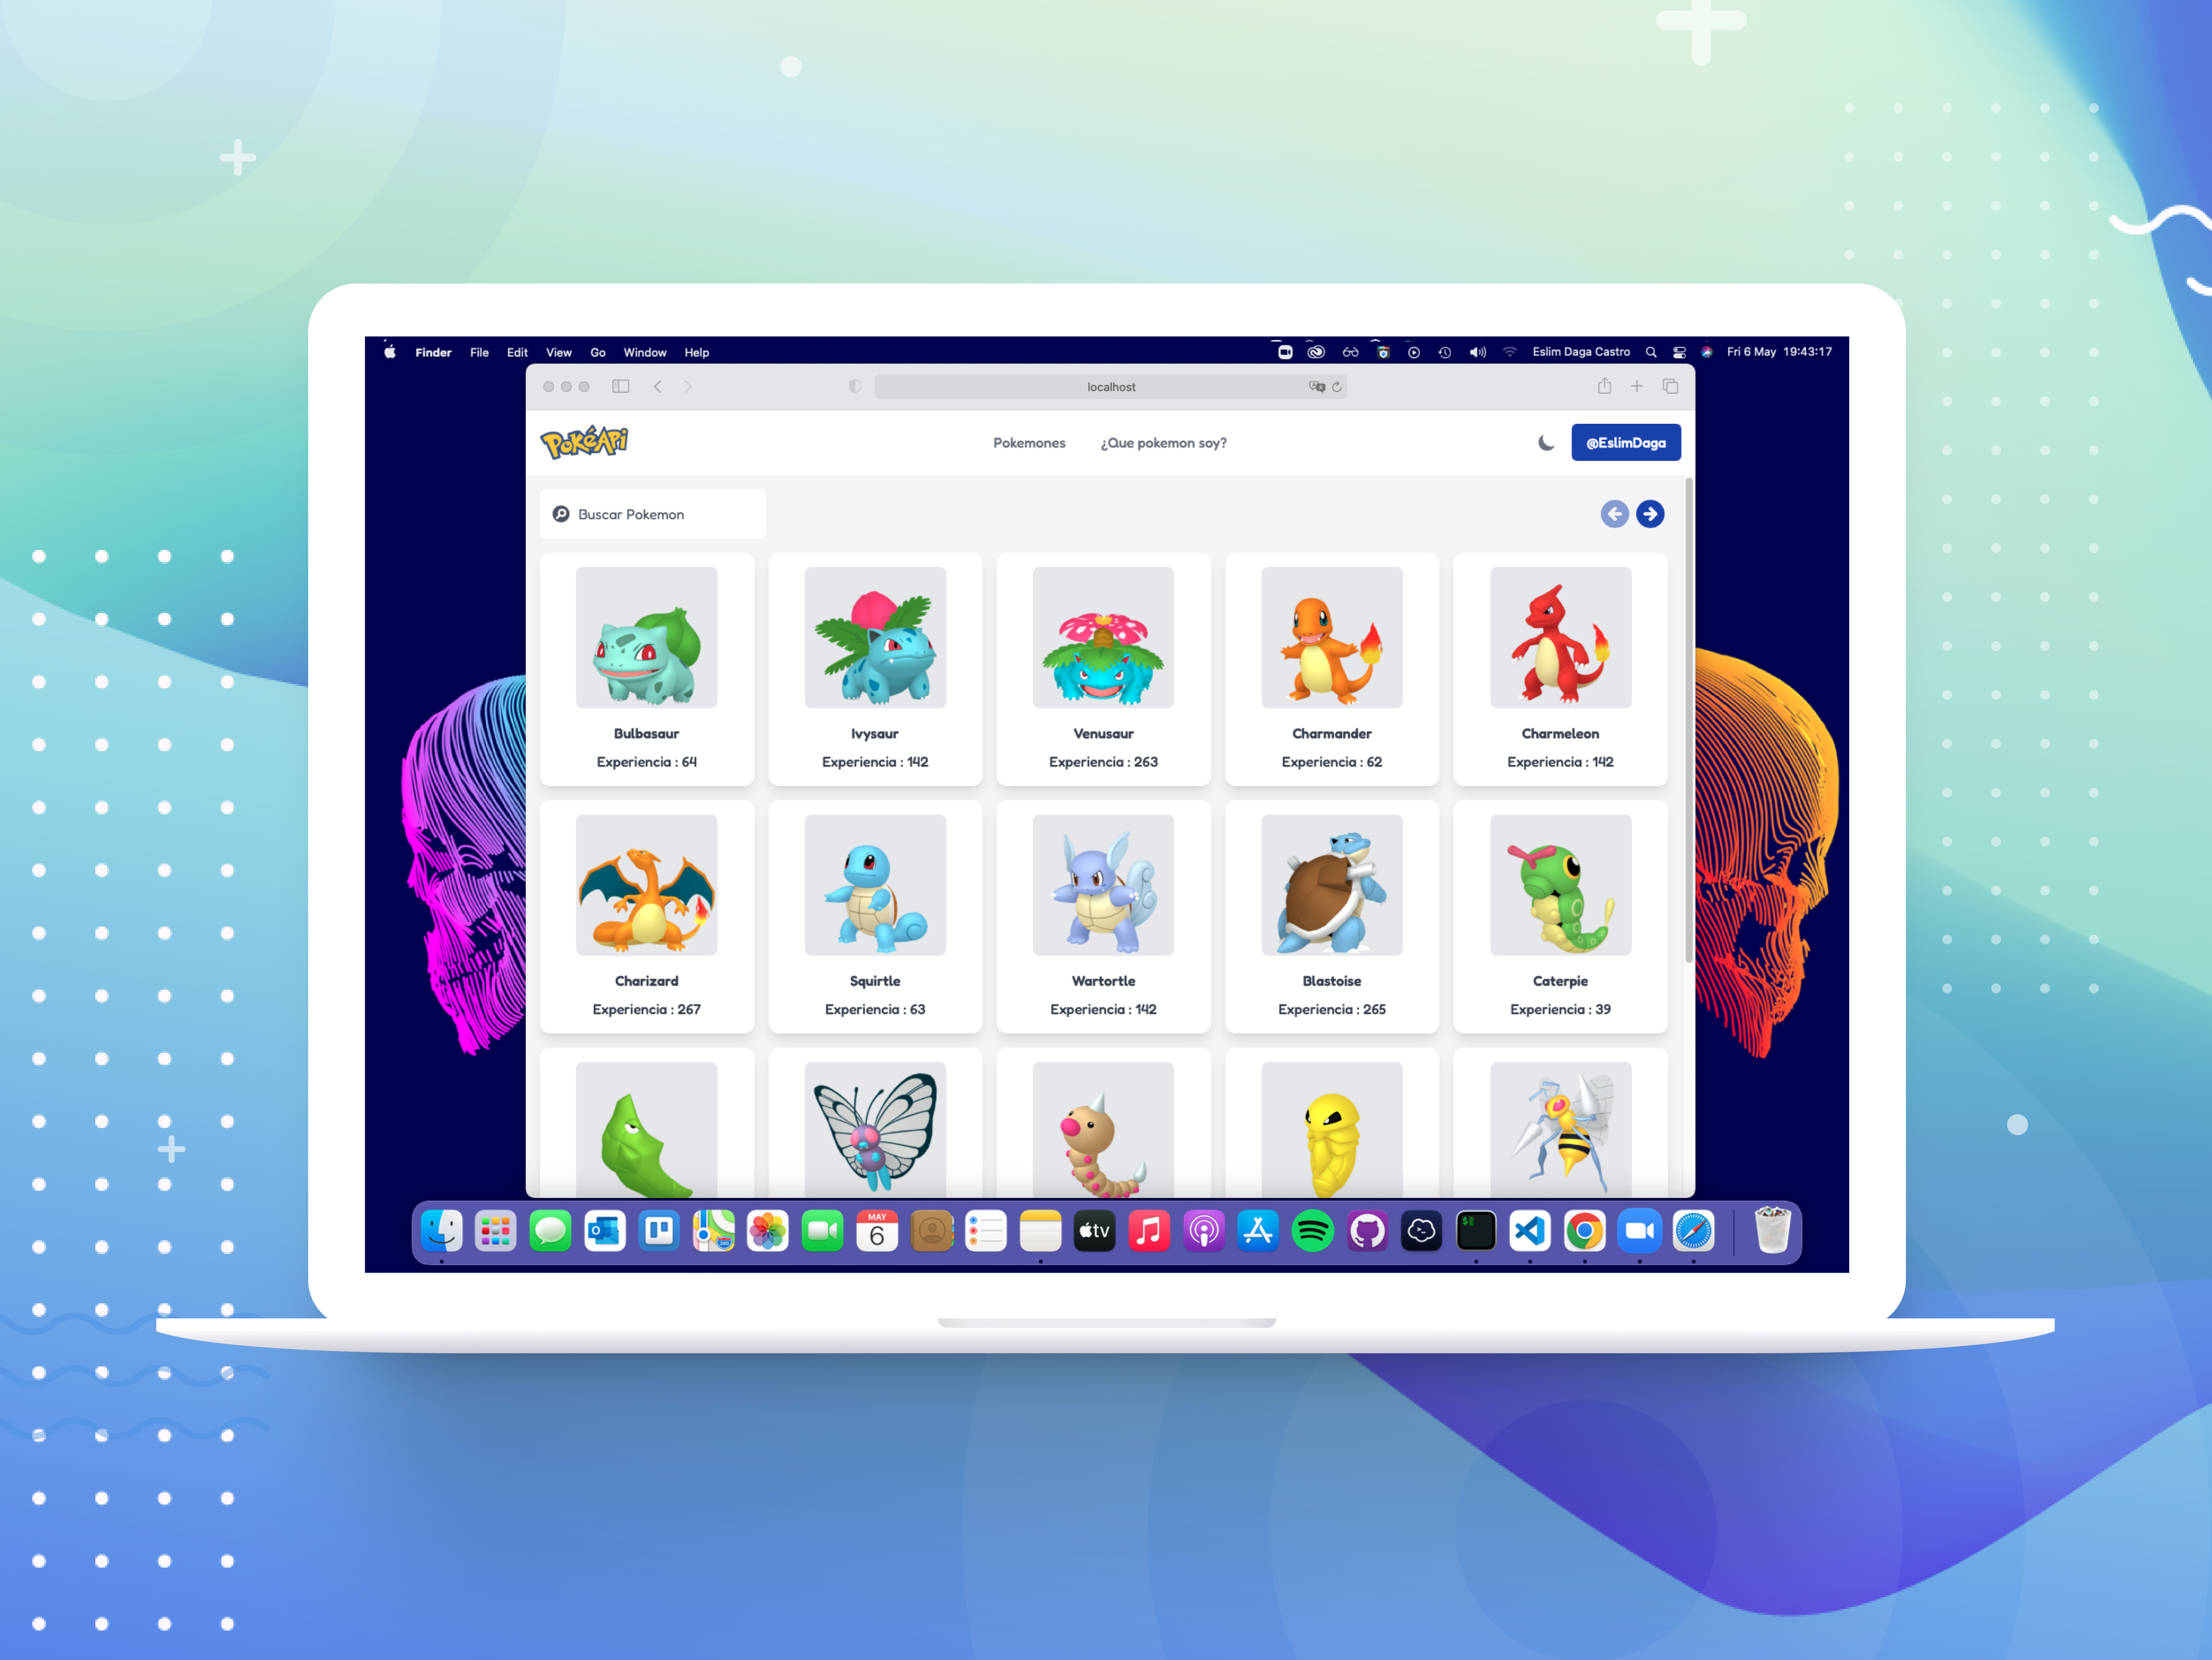 Finder File Edit View Go Window Help Eslim Daga Castro Fri 6 May 19:43:17
localhost
PokéApi Pokemones ¿Que pokemon soy? @EslimDaga
Buscar Pokemon
Bulbasaur Ivysaur Venusaur Charmander Charmeleon
Experiencia : 64 Experiencia : 142 Experiencia : 263 Experiencia : 62 Experiencia : 142
Charizard Squirtle Wartortle Blastoise Caterpie
Experiencia : 267 Experiencia : 63 Experiencia : 142 Experiencia : 265 Experiencia : 39
MAY
6
tv